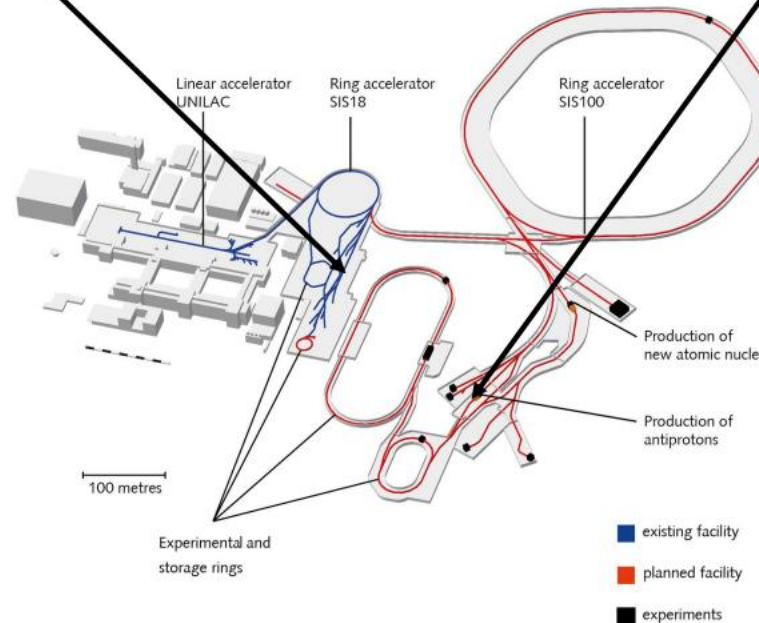 Linear accelerator
UNILAC
Ring accelerator
SIS18
Ring accelerator
SIS100
Production of
new atomic nucle
Production of
antiprotons
100 metres
Experimental and
storage rings
existing facility
planned facility
experiments